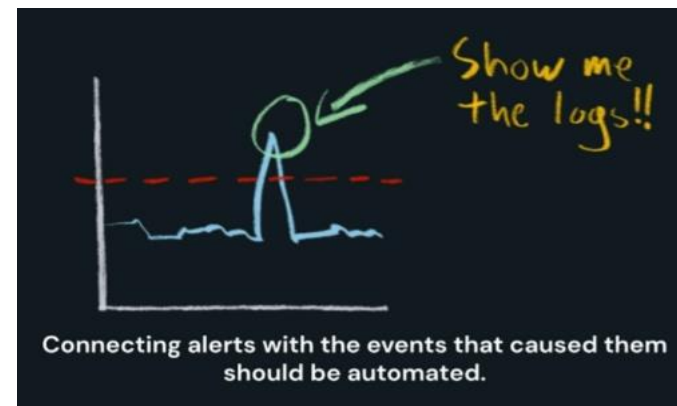 Show me
the logs!!
Connecting alerts with the events that caused them
should be automated.